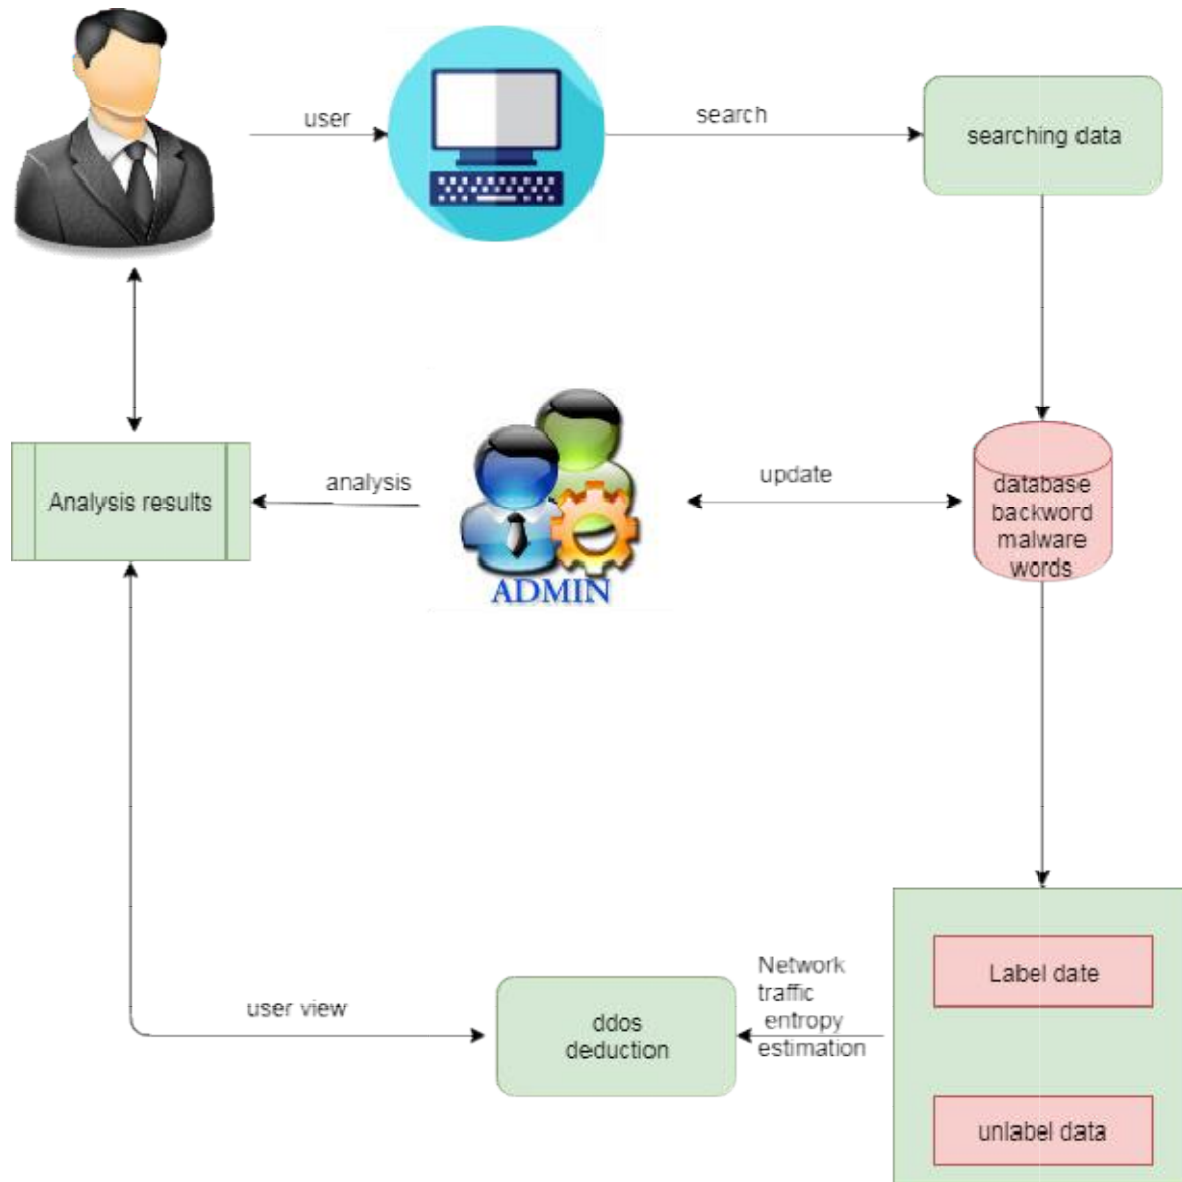 user
search
searching data
Analysis results
analysis
ADMIN
update
database
backword
malware
words
Label date
unlabel data
Network
traffic
entropy
estimation
ddos
deduction
user view